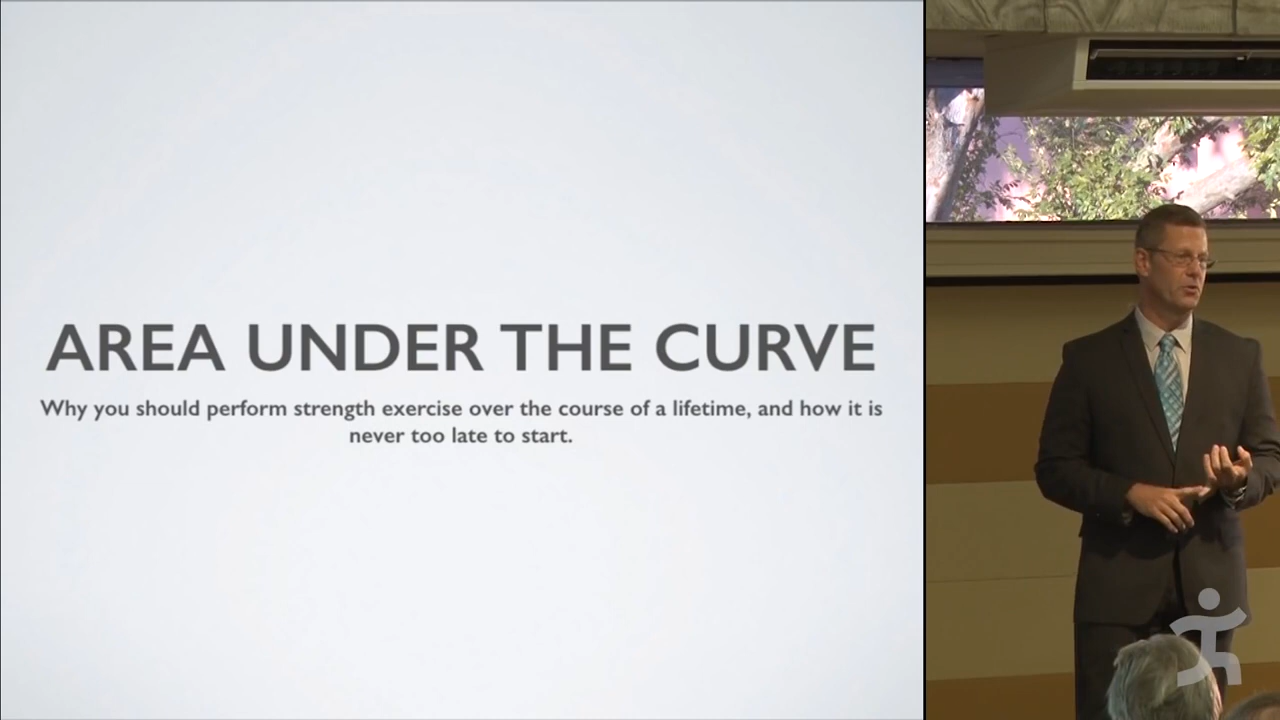 AREA UNDER THE CURVE
Why you should perform strength exercise over the course of a lifetime, and how it is
never too late to start.